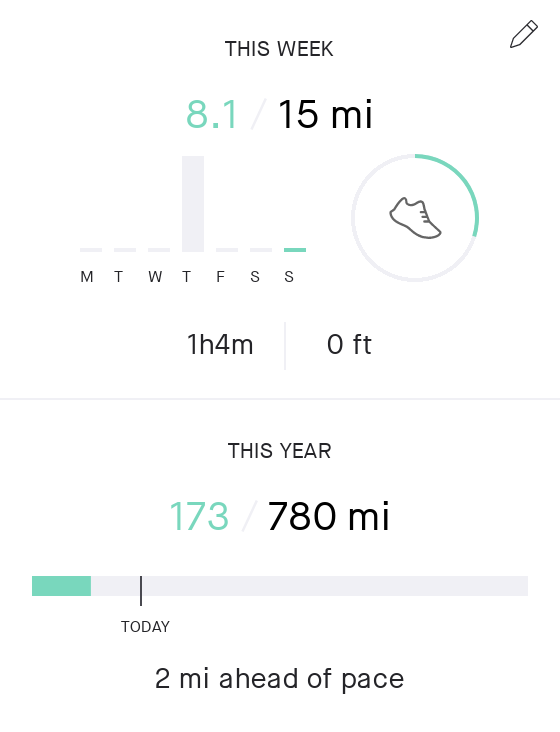 THIS WEEK
8.1 / 15 mi
M T W T F S S
1h4m 0 ft
THIS YEAR
173 / 780 mi
TODAY
2 mi ahead of pace